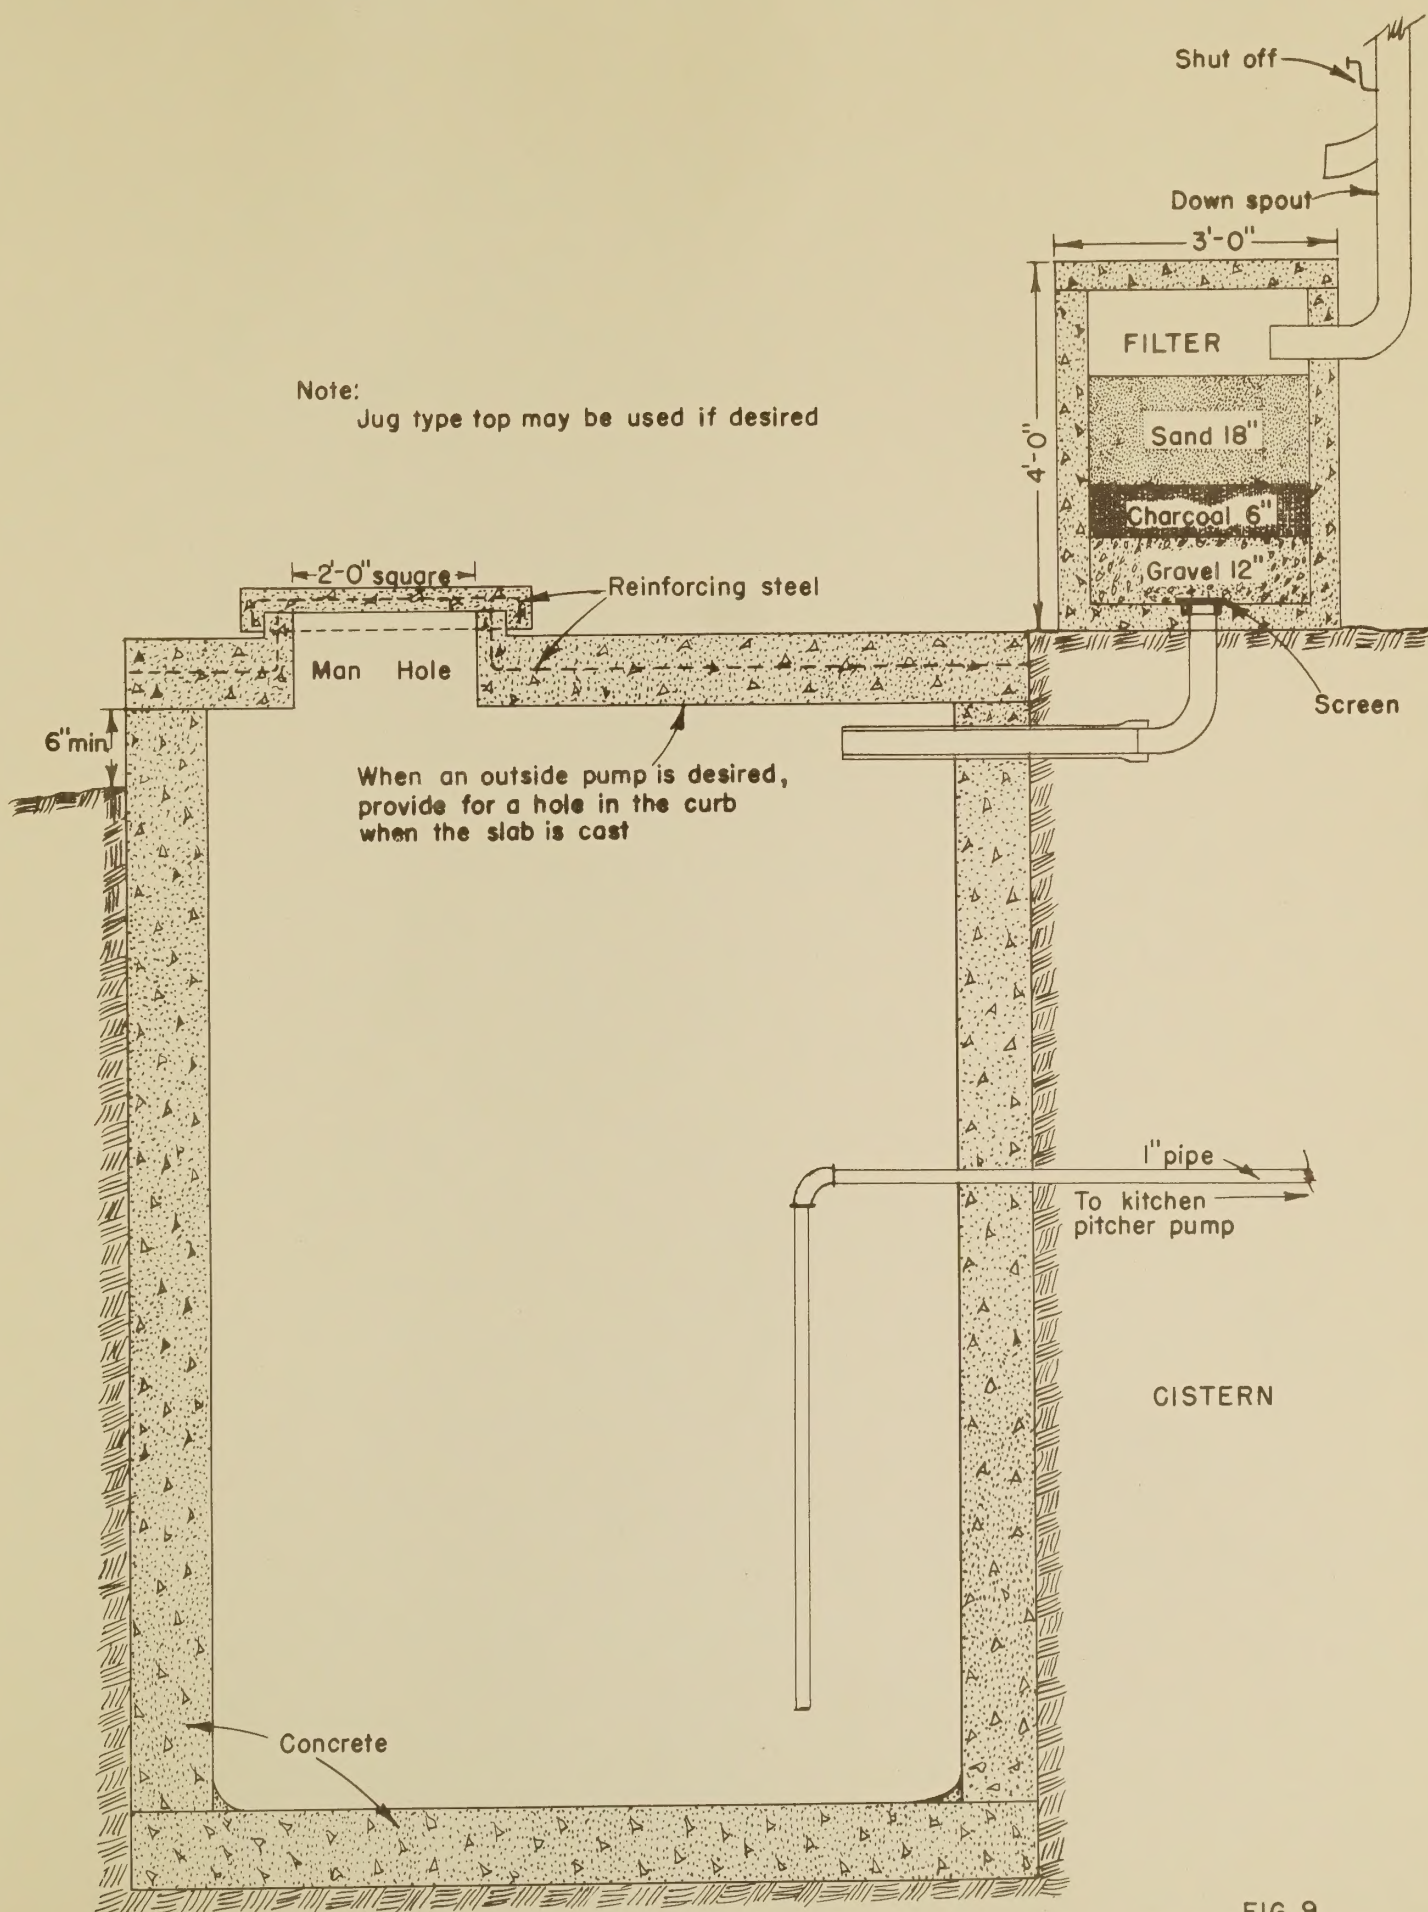 Shut off
Down spout
3'-0"
FILTER
Note:
Jug type top may be used if desired
4'-0"
Sand 18"
Charcoal 6"
Gravel 12"
2'-0" square
Reinforcing steel
Man Hole
Screen
6" min
When an outside pump is desired,
provide for a hole in the curb
when the slab is cast
1" pipe
To kitchen
pitcher pump
CISTERN
Concrete
FIG. 9